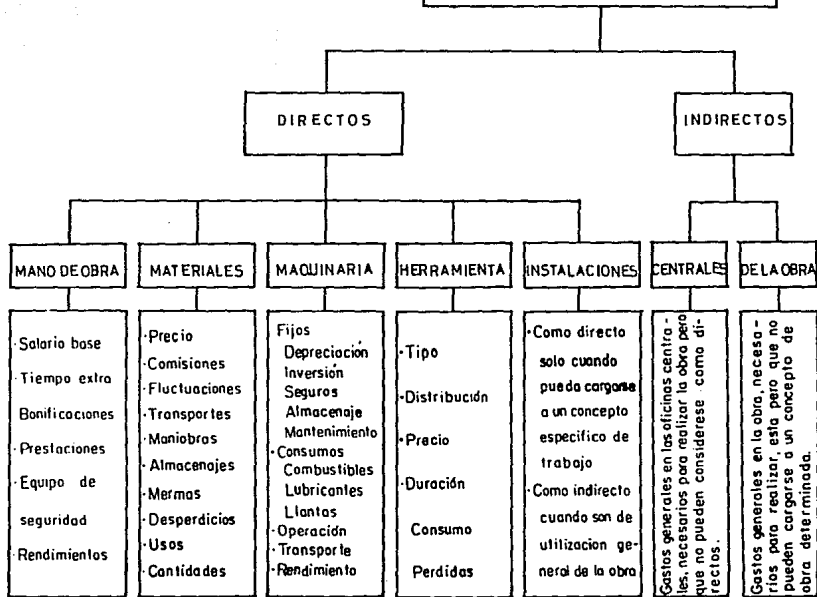 DIRECTOS
INDIRECTOS
MANO DE OBRA
MATERIALES
MAQUINARIA
HERRAMIENTA
INSTALACIONES
CENTRALES
DE LA OBRA
· Salario base
· Tiempo extra
Bonificaciones
· Prestaciones
· Equipo de
seguridad
· Rendimientos
· Precio
· Comisiones
· Fluctuaciones
· Transportes
· Maniobras
· Almacenajes
· Mermas
· Desperdicios
· Usos
· Cantidades
Fijos
Depreciación
Inversión
Seguros
Almacenaje
Mantenimiento
· Consumos
Combustibles
Lubricantes
Llantas
· Operación
· Transporte
· Rendimiento
· Tipo
· Distribución
· Precio
· Duración
Consumo
Perdidas
· Como directo
solo cuando
pueda cargarse
a un concepto
especifico de
trabajo
· Como indirecto
cuando son de
utilizacion ge-
neral de la obra
Gastos generales en las oficinas centra-
les, necesarios para realizar la obra pero
que no pueden considerese como di-
rectos.
Gastos generales en la obra, necesa-
rios para realizar, esta pero que no
pueden cargarse a un concepto de
obra determinada.